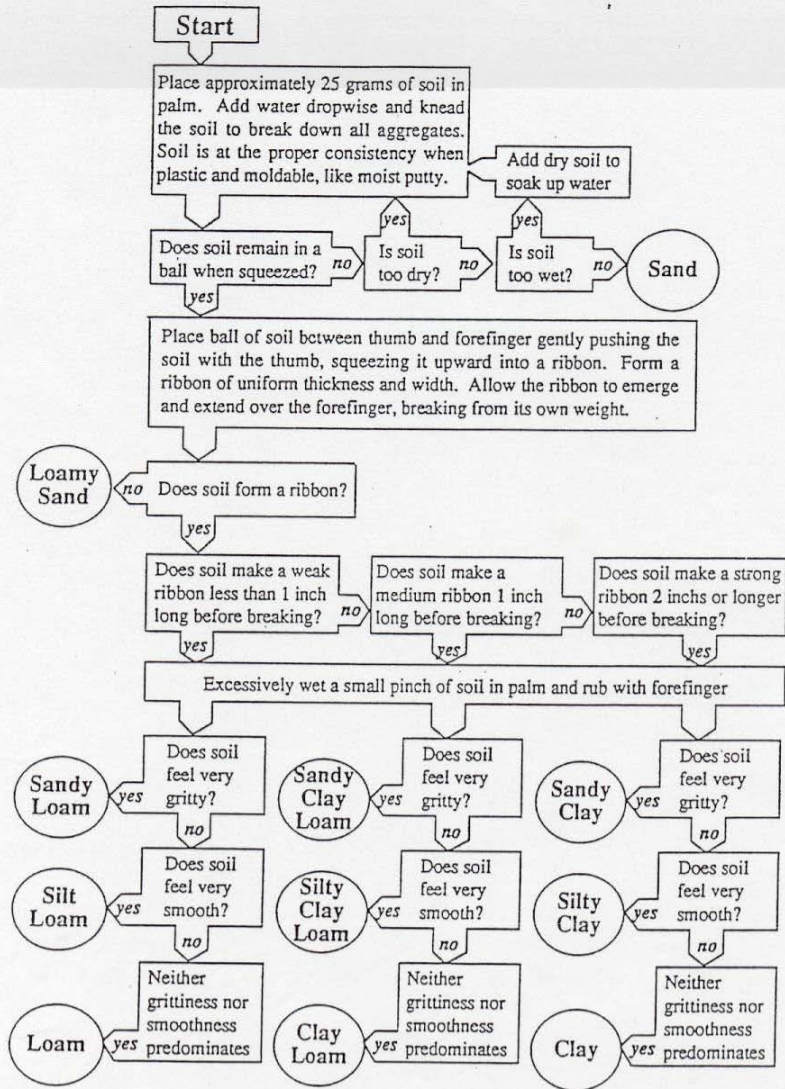 Start
Place approximately 25 grams of soil in
palm. Add water dropwise and knead
the soil to break down all aggregates.
Soil is at the proper consistency when
plastic and moldable, like moist putty.
Add dry soil to
soak up water
yes
yes
Does soil remain in a
ball when squeezed?
no
Is soil
too dry?
no
Is soil
too wet?
no
Sand
yes
Place ball of soil between thumb and forefinger gently pushing the
soil with the thumb, squeezing it upward into a ribbon. Form a
ribbon of uniform thickness and width. Allow the ribbon to emerge
and extend over the forefinger, breaking from its own weight.
Loamy
Sand
no
Does soil form a ribbon?
yes
Does soil make a weak
ribbon less than 1 inch
long before breaking?
no
Does soil make a
medium ribbon 1 inch
long before breaking?
no
Does soil make a strong
ribbon 2 inchs or longer
before breaking?
yes
yes
yes
Excessively wet a small pinch of soil in palm and rub with forefinger
Sandy
Loam
yes
Does soil
feel very
gritty?
no
Sandy
Clay
Loam
yes
Does soil
feel very
gritty?
no
Sandy
Clay
yes
Does soil
feel very
gritty?
no
Silt
Loam
yes
Does soil
feel very
smooth?
no
Silty
Clay
Loam
yes
Does soil
feel very
smooth?
no
Silty
Clay
yes
Does soil
feel very
smooth?
no
Loam
yes
Neither
grittiness nor
smoothness
predominates
Clay
Loam
yes
Neither
grittiness nor
smoothness
predominates
Clay
yes
Neither
grittiness nor
smoothness
predominates